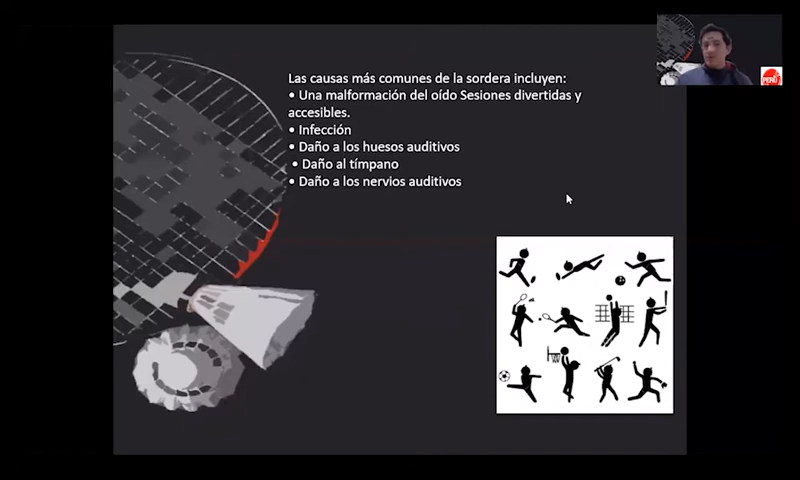 Las causas más comunes de la sordera incluyen:
• Una malformación del oído Sesiones divertidas y
accesibles.
• Infección
• Daño a los huesos auditivos
• Daño al tímpano
• Daño a los nervios auditivos
PERÚ